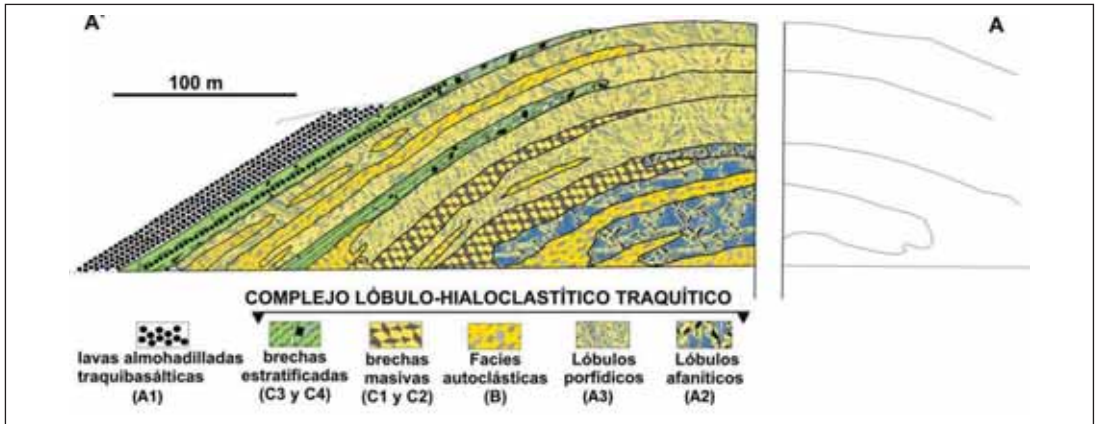 A`
A
100 m
COMPLEJO LÓBULO-HIALOCLASTÍTICO TRAQUÍTICO
lavas almohadilladas
traquibasálticas
(A1)
brechas
estratificadas
(C3 y C4)
brechas
masivas
(C1 y C2)
Facies
autoclásticas
(B)
Lóbulos
porfídicos
(A3)
Lóbulos
afaníticos
(A2)